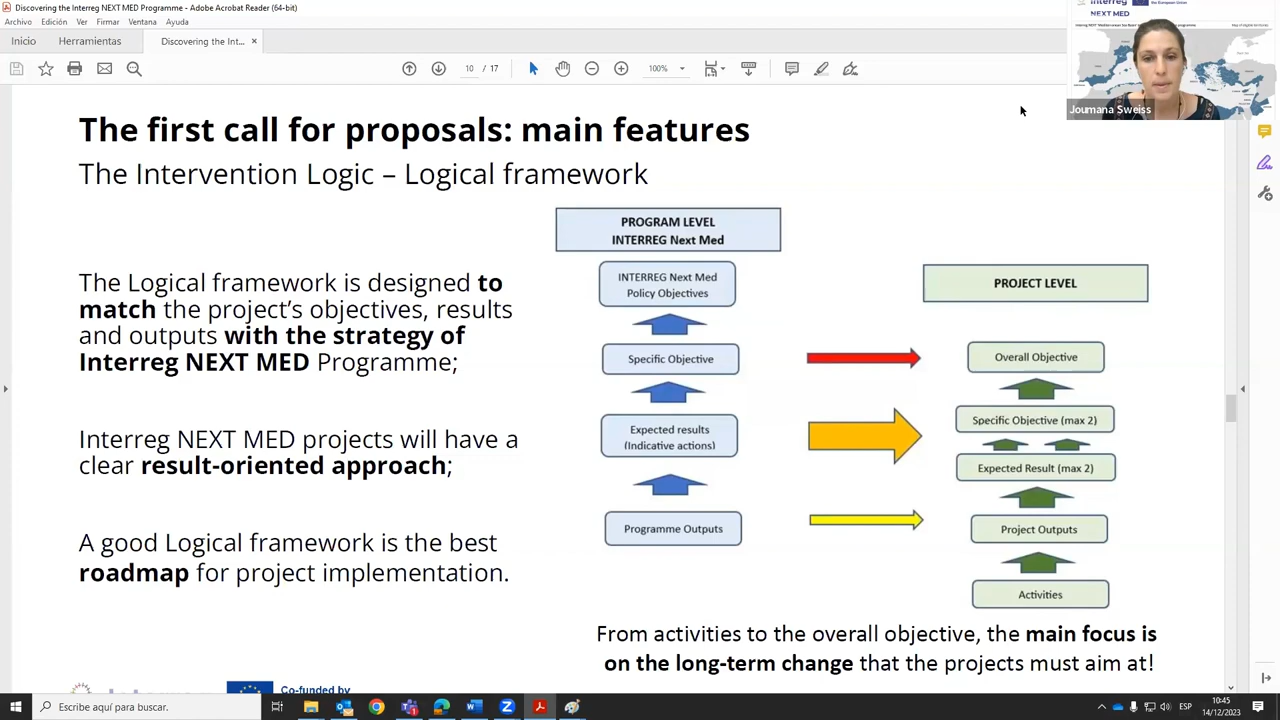 Discovering the Interreg NEXT MED Programme - Adobe Acrobat Reader (64-bit)
Archivo Edición Ver Firmar Ventana Ayuda
Inicio Herramientas Discovering the Int... ×
17 100%
Interreg
the European Union
NEXT MED
Joumana Sweiss
The first call for proposals: main features
The Intervention Logic – Logical framework
The Logical framework is designed to
match the project's objectives, results
and outputs with the strategy of
Interreg NEXT MED Programme;
Interreg NEXT MED projects will have a
clear result-oriented approach;
A good Logical framework is the best
roadmap for project implementation.
PROGRAM LEVEL
INTERREG Next Med
INTERREG Next Med
Policy Objectives
Specific Objective
Expected results
(Indicative actions)
Programme Outputs
PROJECT LEVEL
Overall Objective
Specific Objective (max 2)
Expected Result (max 2)
Project Outputs
Activities
From activities to the overall objective, the main focus is
on the long-term change that the projects must aim at!
Co-funded by
Escribe aquí para buscar.
ESP
10:45
14/12/2023